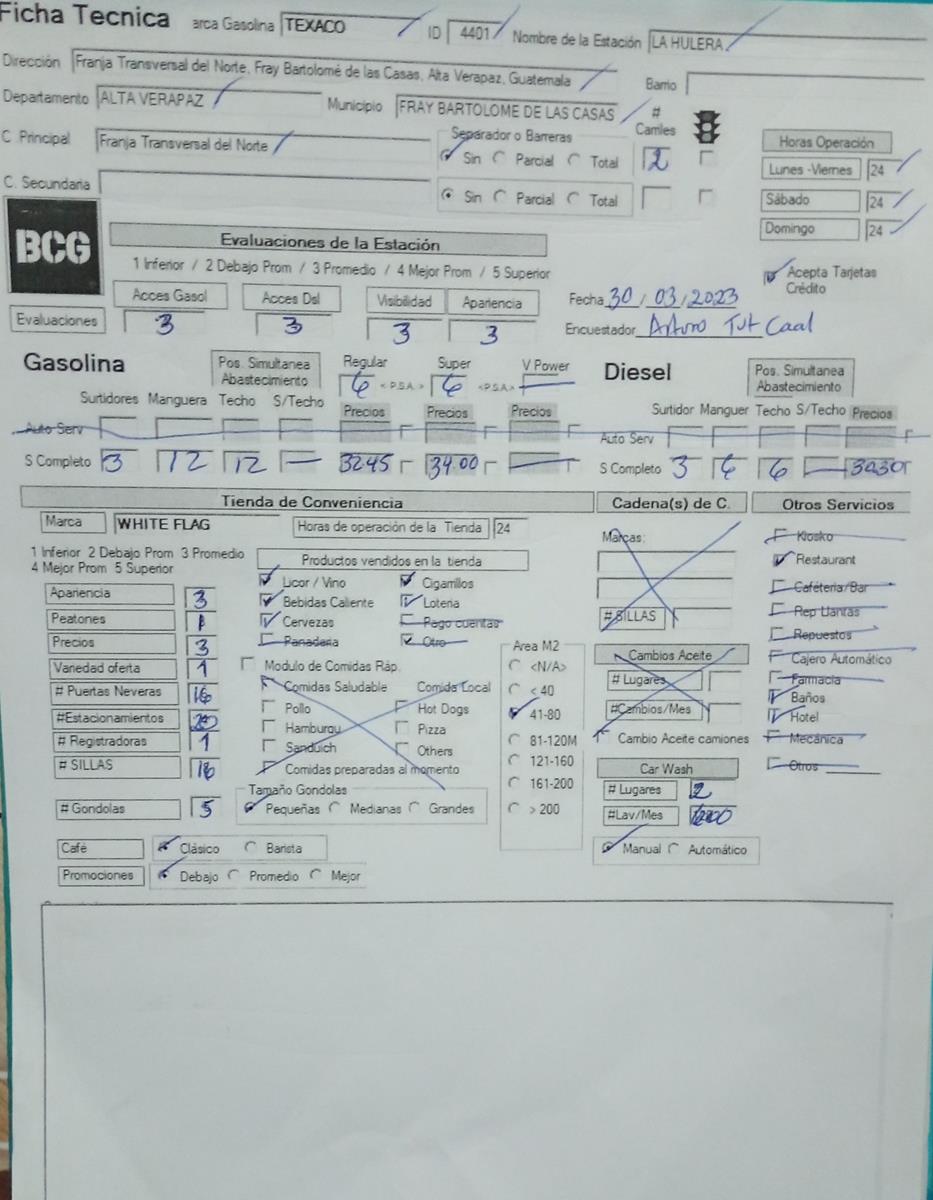 Ficha Tecnica arca Gasolina TEXACO ID 4401 Nombre de la Estación LA HULERA
Dirección Franja Transversal del Norte, Fray Bartolomé de las Casas, Alta Verapaz, Guatemala Barrio
Departamento ALTA VERAPAZ Municipio FRAY BARTOLOME DE LAS CASAS # Carriles
C Principal Franja Transversal del Norte Separador o Barreras Sin Parcial Total 2
C. Secundaria Sin Parcial Total
Horas Operación
Lunes -Viernes 24
Sábado 24
Domingo 24
BCG
Evaluaciones de la Estación
1 Inferior / 2 Debajo Prom / 3 Promedio / 4 Mejor Prom / 5 Superior
Acces Gasol Acces Dsl Visibilidad Apariencia
Evaluaciones 3 3 3 3
Acepta Tarjetas
Crédito
Fecha 30 / 03 / 2023
Encuestador Arturo Tut Caal
Gasolina Pos. Simultanea Abastecimiento Regular Super V Power
6 < P.S.A. > 6 <P.S.A.>
Surtidores Manguera Techo S/Techo Precios Precios Precios
Auto Serv
S Completo 3 12 12 — 32.45 34.00
Diesel Pos. Simultanea Abastecimiento
Surtidor Manguer Techo S/Techo Precios
Auto Serv
S Completo 3 6 6 — 30.30
Tienda de Conveniencia
Marca WHITE FLAG Horas de operación de la Tienda 24
1 Inferior 2 Debajo Prom 3 Promedio
4 Mejor Prom 5 Superior
Apariencia 3
Peatones 1
Precios 3
Variedad oferta 1
# Puertas Neveras 16
#Estacionamientos 20
# Registradoras 1
# SILLAS
# Gondolas 5
Productos vendidos en la tienda
Licor / Vino Cigarrillos
Bebidas Caliente Loteria
Cervezas Pago cuentas
Panaderia Otro
Modulo de Comidas Ráp.
Comidas Saludable Comida Local
Pollo Hot Dogs
Hamburgu Pizza
Sanduich Others
Comidas preparadas al momento
Tamaño Gondolas
Pequeñas Medianas Grandes
Area M2
<N/A>
< 40
41-80
81-120M
121-160
161-200
> 200
Café Clásico Barista
Promociones Debajo Promedio Mejor
Cadena(s) de C.
Marcas:
# SILLAS
Cambios Aceite
# Lugares
#Cambios/Mes
Cambio Aceite camiones
Car Wash
# Lugares 2
#Lav/Mes
Manual Automático
Otros Servicios
Kiosko
Restaurant
Caféteria/Bar
Rep Llantas
Repuestos
Cajero Automático
Farmacia
Baños
Hotel
Mecánica
Otros